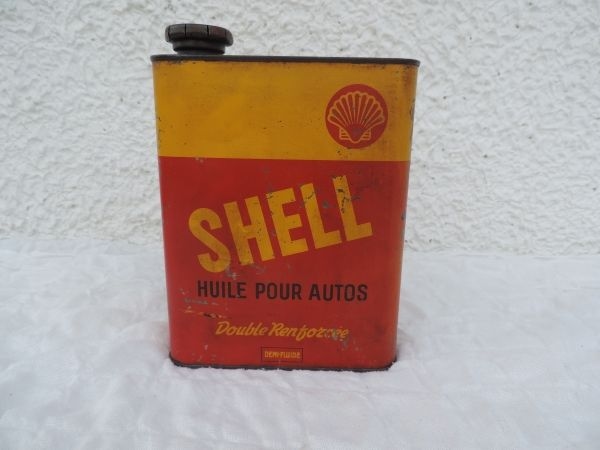 SHELL
HUILE POUR AUTOS
Double Renforcée
DEMI-FLUIDE